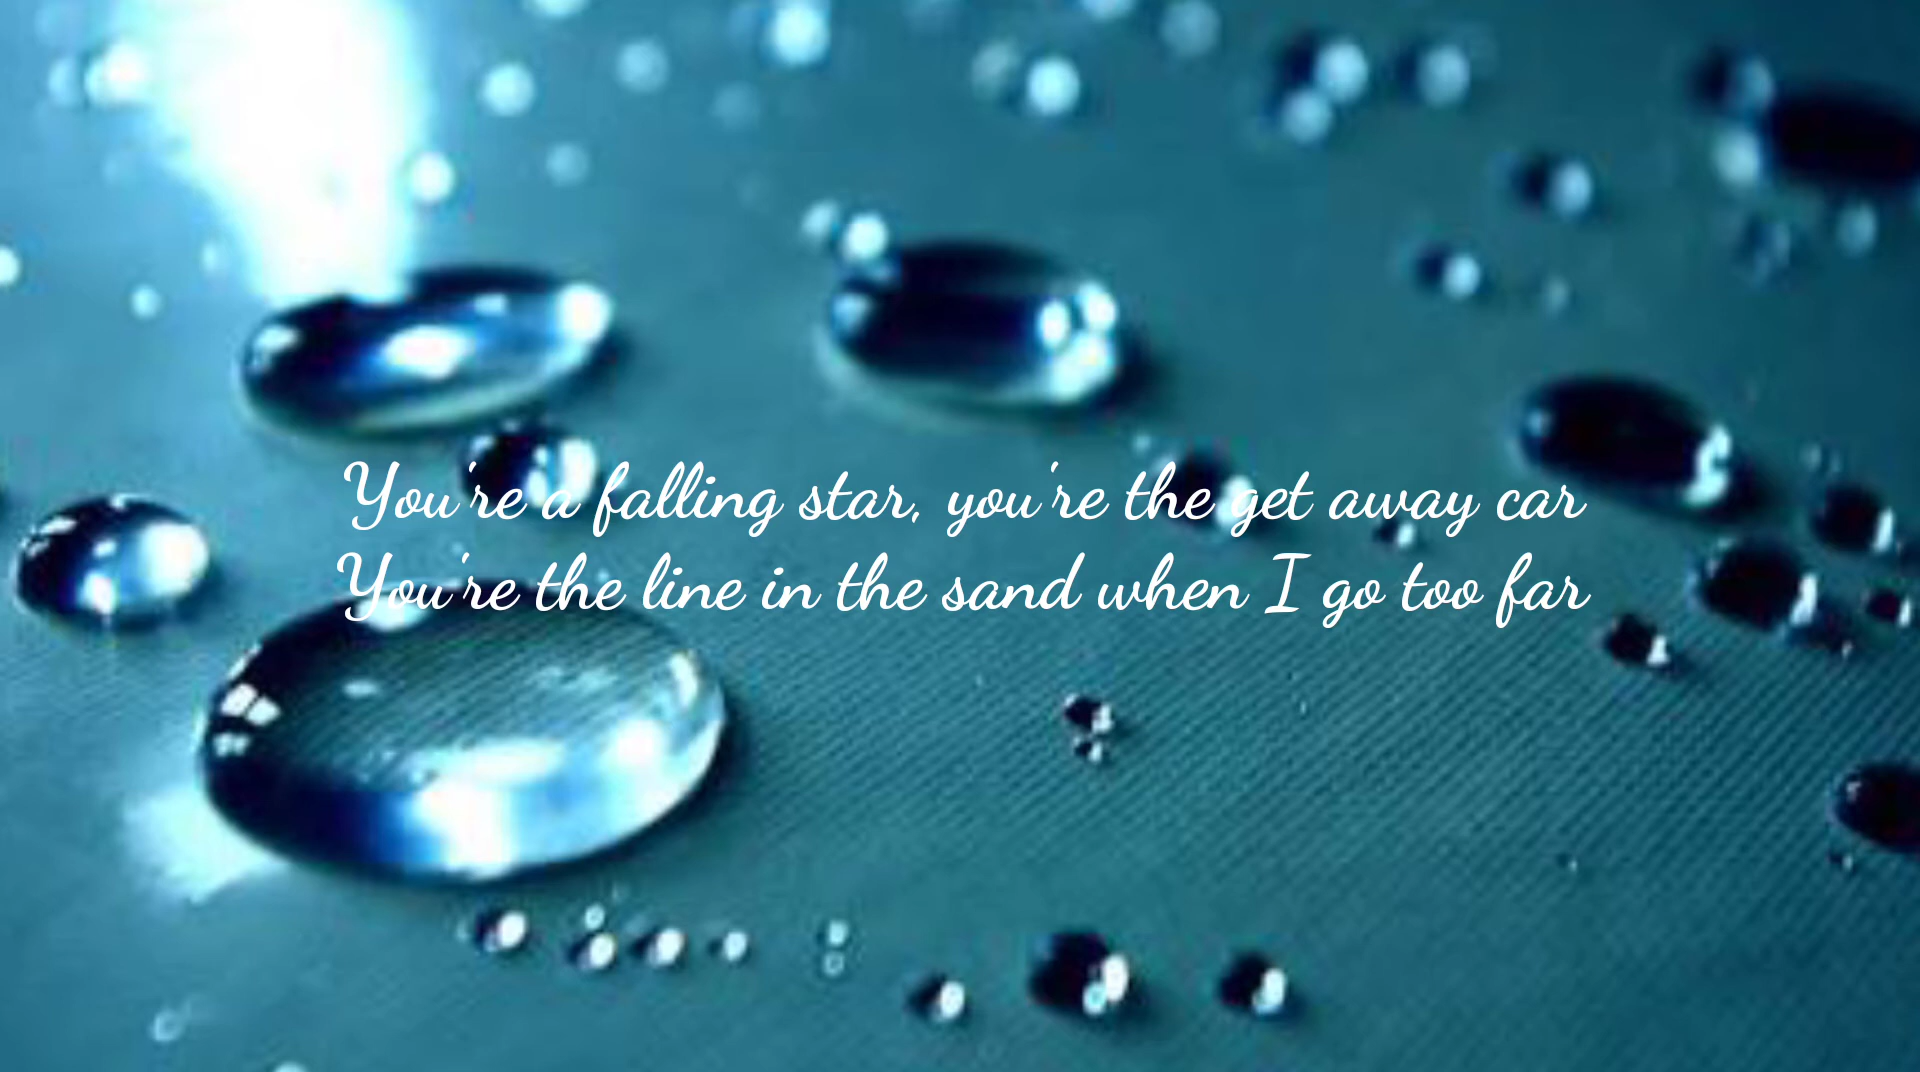 You're a falling star, you're the get away car
You're the line in the sand when I go too far